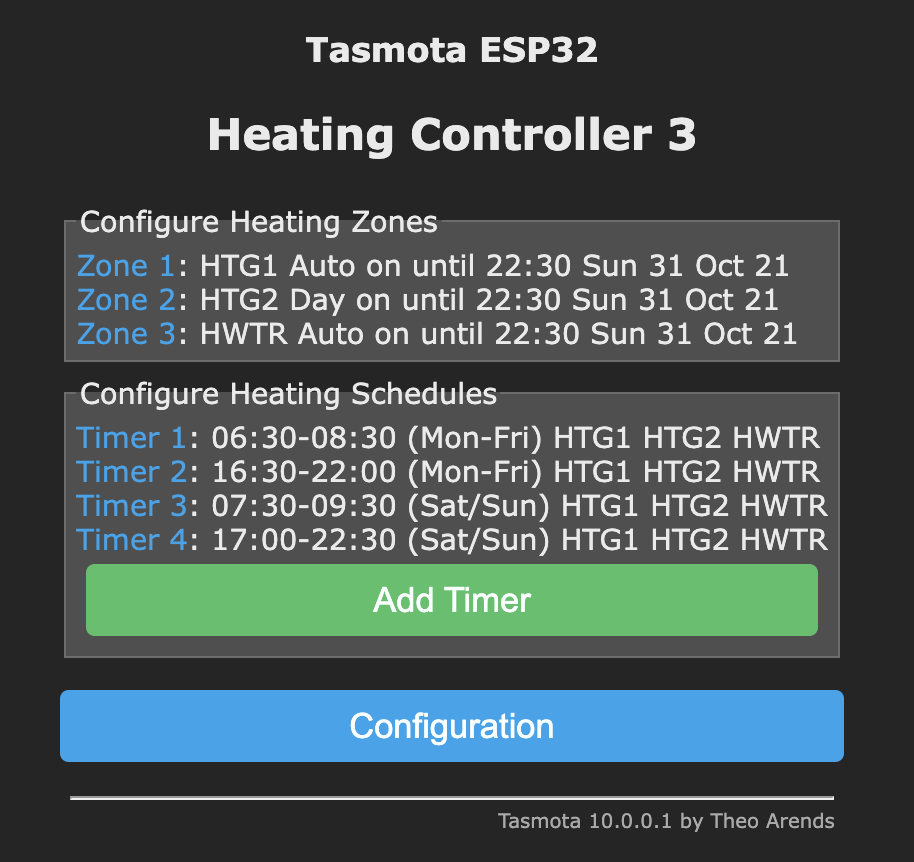 Tasmota ESP32
Heating Controller 3
Configure Heating Zones
Zone 1: HTG1 Auto on until 22:30 Sun 31 Oct 21
Zone 2: HTG2 Day on until 22:30 Sun 31 Oct 21
Zone 3: HWTR Auto on until 22:30 Sun 31 Oct 21
Configure Heating Schedules
Timer 1: 06:30-08:30 (Mon-Fri) HTG1 HTG2 HWTR
Timer 2: 16:30-22:00 (Mon-Fri) HTG1 HTG2 HWTR
Timer 3: 07:30-09:30 (Sat/Sun) HTG1 HTG2 HWTR
Timer 4: 17:00-22:30 (Sat/Sun) HTG1 HTG2 HWTR
Add Timer
Configuration
Tasmota 10.0.0.1 by Theo Arends